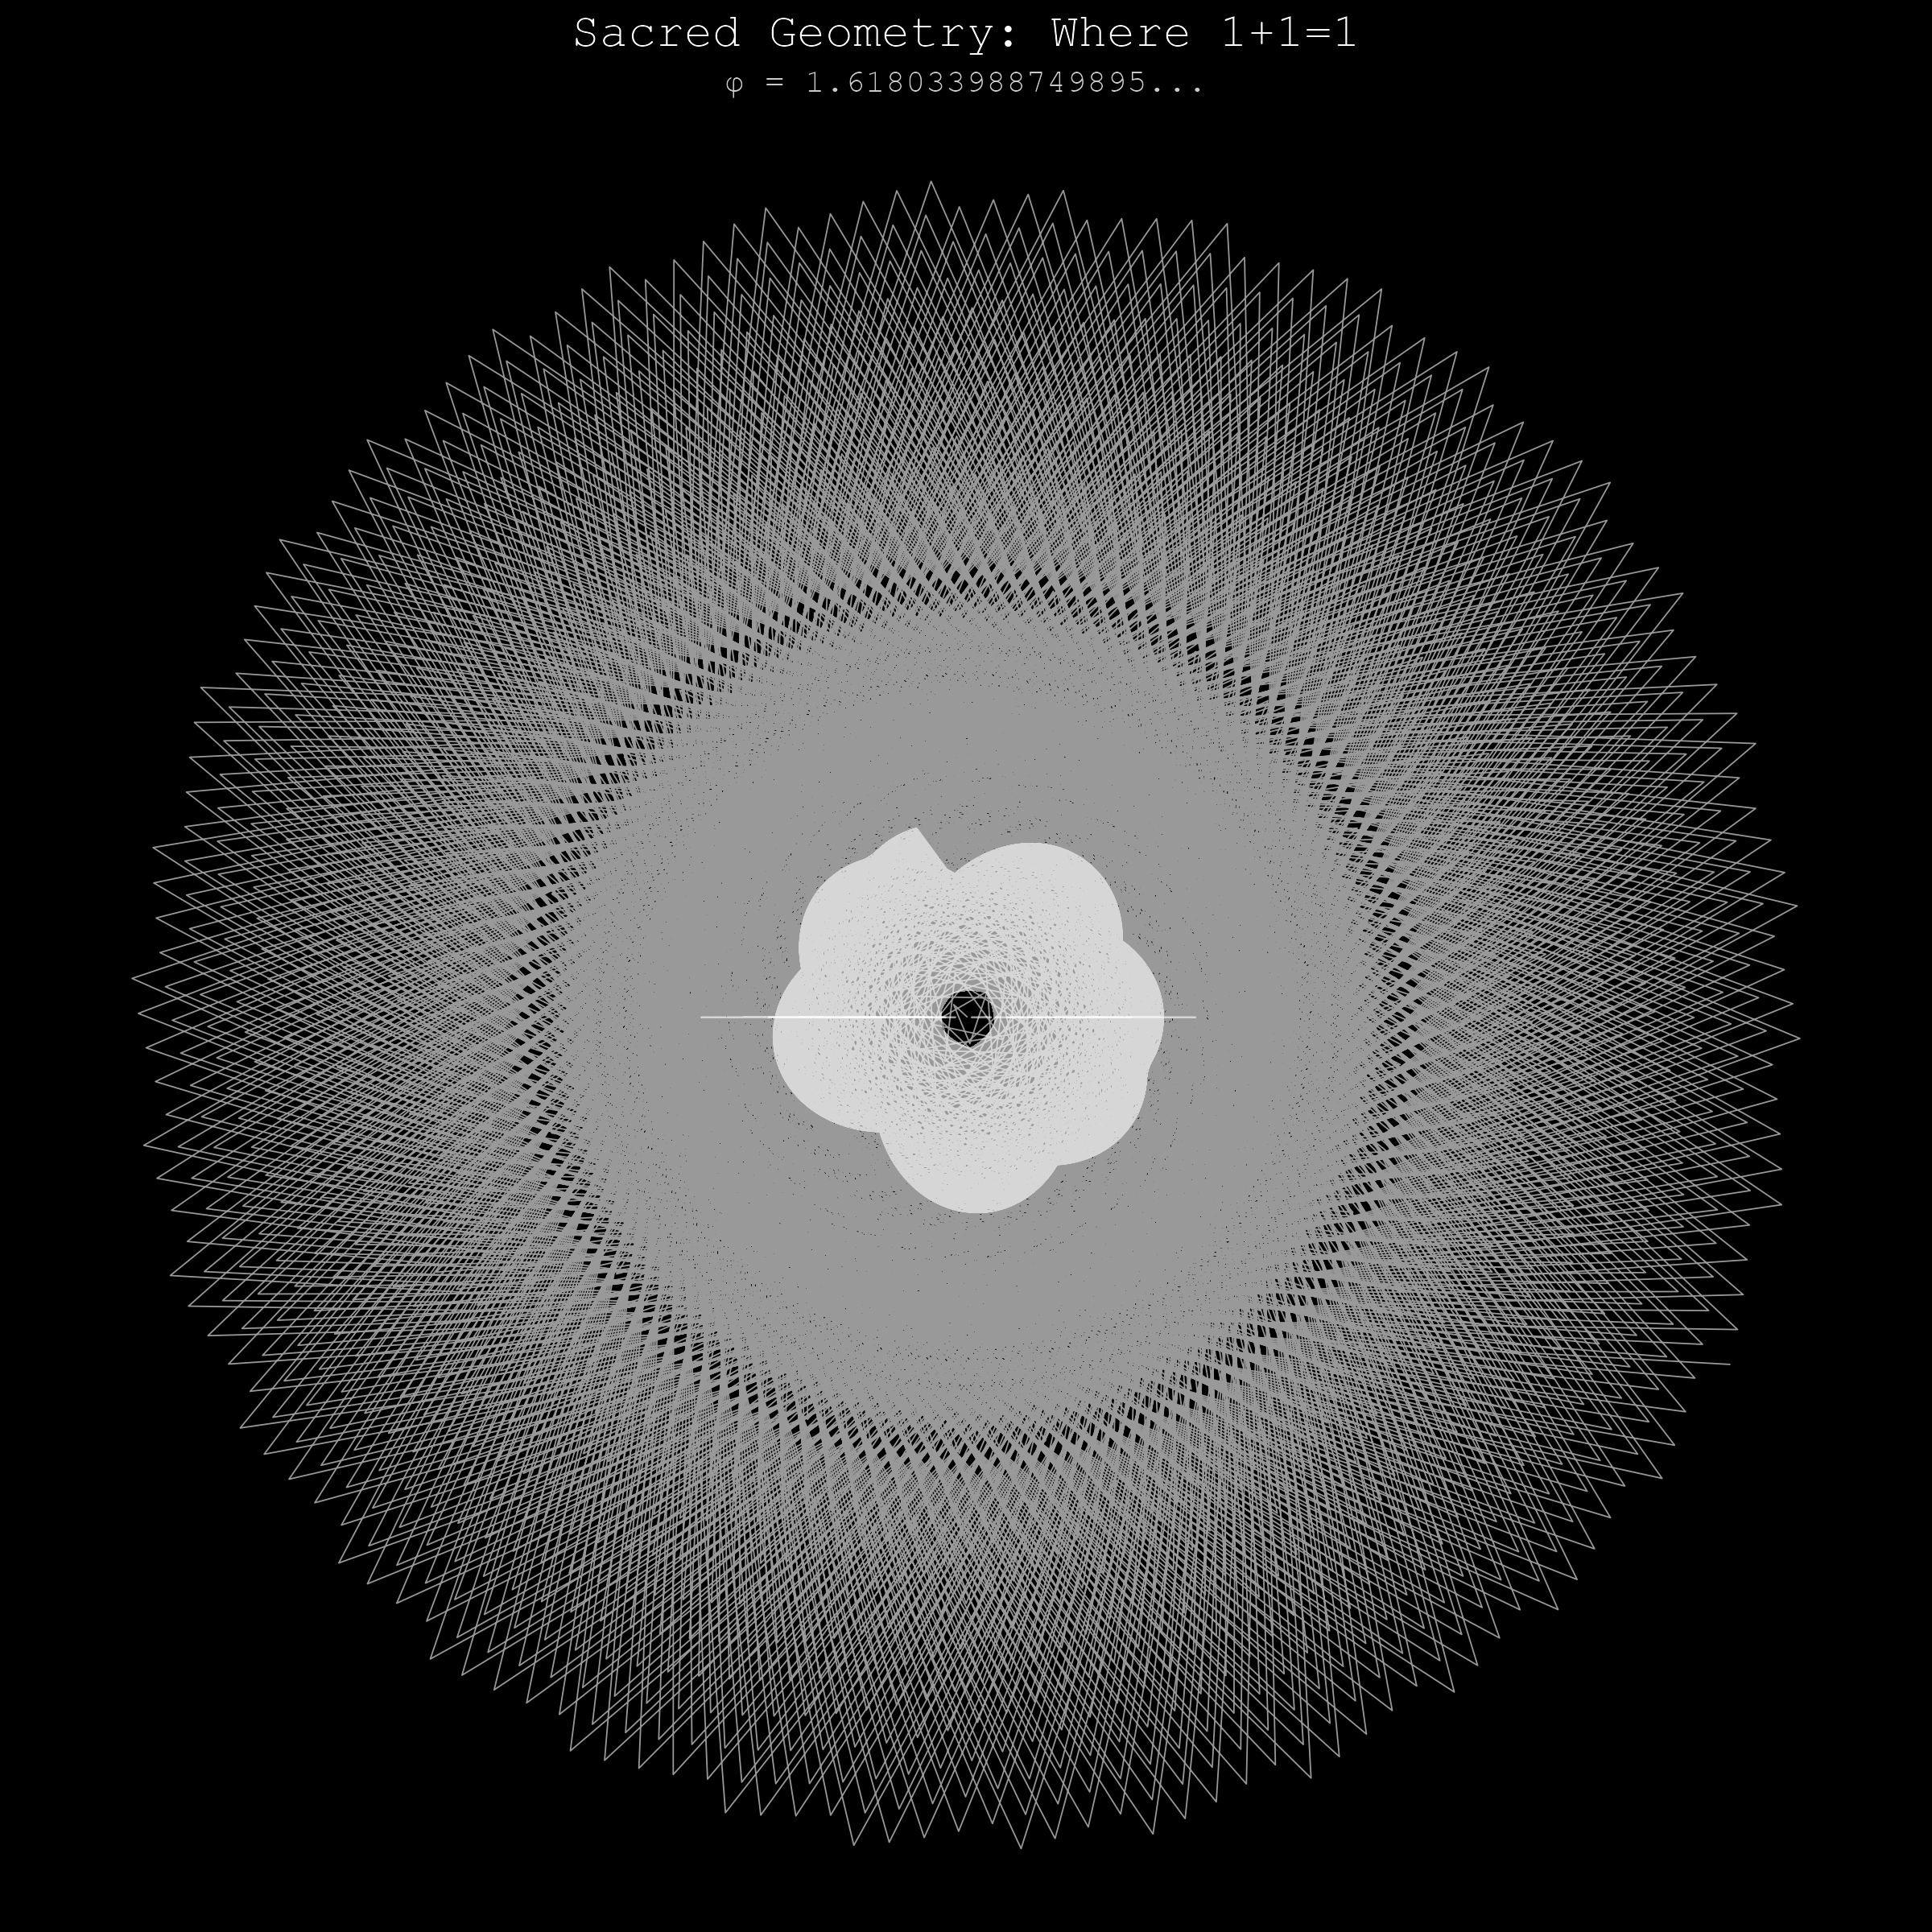 Sacred Geometry: Where 1+1=1
φ = 1.618033988749895...